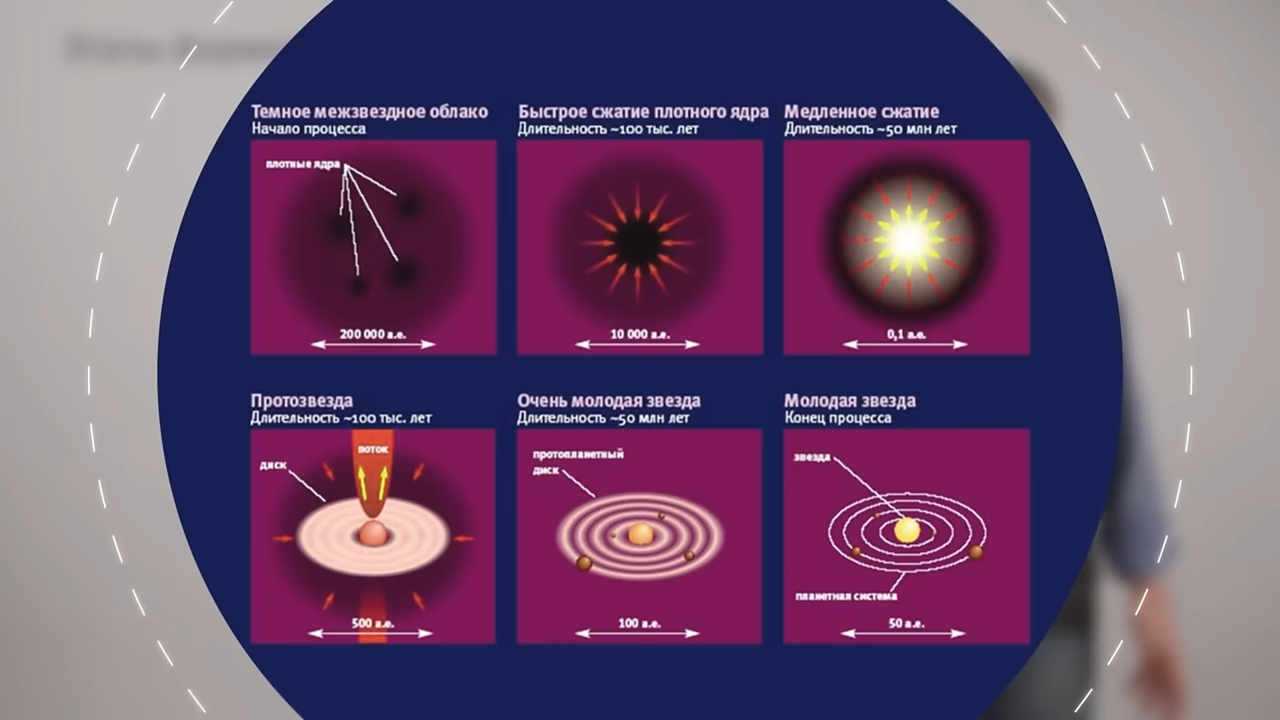 Темное межзвездное облако
Начало процесса
плотные ядра
200 000 а.е.
Быстрое сжатие плотного ядра
Длительность ~100 тыс. лет
10 000 а.е.
Медленное сжатие
Длительность ~50 млн лет
0,1 а.е.
Протозвезда
Длительность ~100 тыс. лет
поток
диск
500 а.е.
Очень молодая звезда
Длительность ~50 млн лет
протопланетный
диск
100 а.е.
Молодая звезда
Конец процесса
звезда
планетная система
50 а.е.